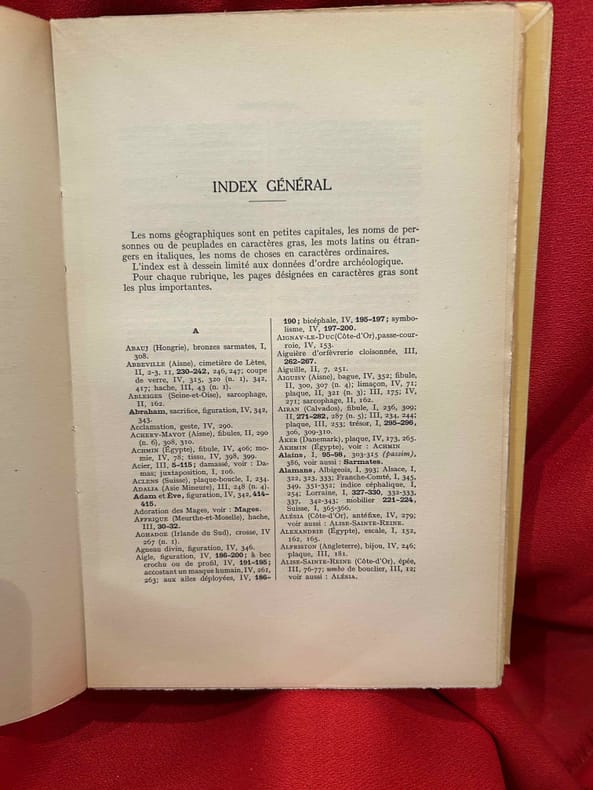 INDEX GÉNÉRAL
Les noms géographiques sont en petites capitales, les noms de per-
sonnes ou de peuplades en caractères gras, les mots latins ou étran-
gers en italiques, les noms de choses en caractères ordinaires.
L'index est à dessein limité aux données d'ordre archéologique.
Pour chaque rubrique, les pages désignées en caractères gras sont
les plus importantes.
A
ABAUJ (Hongrie), bronzes sarmates, I,
308.
ABBEVILLE (Aisne), cimetière de Lètes,
II, 2-3, 11, 230-242, 246, 247; coupe
de verre, IV, 315, 320 (n. 1), 342,
417; hache, III, 43 (n. 1).
ABLEIGES (Seine-et-Oise), sarcophage,
II, 162.
Abraham, sacrifice, figuration, IV, 342,
343.
Acclamation, geste, IV, 290.
ACHERY-MAYOT (Aisne), fibules, II, 290
(n. 6), 308, 310.
ACHMIN (Égypte), fibule, IV, 406; mo-
mie, IV, 78; tissu, IV, 398, 399.
Acier, III, 5-115; damassé, voir : Da-
mas; juxtaposition, I, 106.
ACLENS (Suisse), plaque-boucle, I, 234.
ADALIA (Asie Mineure), III, 248 (n. 4).
Adam et Ève, figuration, IV, 342, 414-
415.
Adoration des Mages, voir : Mages.
AFFRIQUE (Meurthe-et-Moselle), hache,
III, 30-32.
AGHADOE (Irlande du Sud), crosse, IV
267 (n. 1).
Agneau divin, figuration, IV, 346.
Aigle, figuration, IV, 186-200; à bec
crochu ou de profil, IV, 191-195;
accostant un masque humain, IV, 261,
263; aux ailes déployées, IV, 186-
190; bicéphale, IV, 195-197; symbo-
lisme, IV, 197-200.
AIGNAY-LE-DUC (Côte-d'Or), passe-cour-
roie, IV, 153.
Aiguière d'orfèvrerie cloisonnée, III,
262-267.
Aiguille, II, 7, 251.
AIGUISY (Aisne), bague, IV, 352; fibule,
II, 300, 307 (n. 4); limaçon, IV, 71;
plaque, II, 321 (n. 3); III, 175; IV,
271; sarcophage, II, 162.
AIRAN (Calvados), fibule, I, 236, 309;
II, 271-282, 287 (n. 5); III, 234, 244;
plaque, III, 253; trésor, I, 295-296,
306, 309-310.
ÅKER (Danemark), plaque, IV, 173, 265.
AKHMIN (Égypte), voir : ACHMIN
Alains, I, 95-98, 303-315 (passim),
386, voir aussi : Sarmates.
Alamans, Albigeois, I, 393; Alsace, I,
322, 323, 333; Franche-Comté, I, 345,
349, 351-352; indice céphalique, I,
254; Lorraine, I, 327-330, 332-333,
337, 342-343; mobilier 221-224,
Suisse, I, 365-366.
ALÉSIA (Côte-d'Or), antéfixe, IV, 279;
voir aussi : ALISE-SAINTE-REINE.
ALEXANDRIE (Égypte), escale, I, 152,
162, 165.
ALFRISTON (Angleterre), bijou, IV, 246;
plaque, III, 181.
ALISE-SAINTE-REINE (Côte-d'Or), épée,
III, 76-77; umbo de bouclier, III, 12;
voir aussi : ALÉSIA.